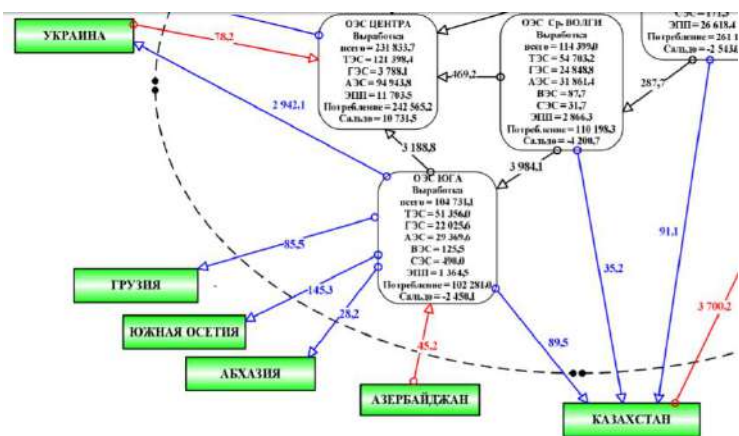 УКРАИНА
78,2
ОЭС ЦЕНТРА
Выработка
всего = 231 833,7
ТЭС = 121 398,4
ГЭС = 3 788,1
АЭС = 94 943,8
ЭПП = 11 703,5
Потребление = 242 565,2
Сальдо = 10 731,5
469,2
ОЭС Ср. ВОЛГИ
Выработка
всего = 114 399,0
ТЭС = 54 703,2
ГЭС = 24 848,8
АЭС = 31 861,4
ВЭС = 87,7
СЭС = 31,7
ЭПП = 2 866,3
Потребление = 110 198,3
Сальдо = -4 200,7
ЭПП = 26 618,4
Потребление = 261 1
Сальдо = -2 513,
287,7
2 942,1
3 188,8
3 984,1
ОЭС ЮГА
Выработка
всего = 104 731,1
ТЭС = 51 356,0
ГЭС = 22 025,6
АЭС = 29 369,6
ВЭС = 125,5
СЭС = 490,0
ЭПП = 1 364,5
Потребление = 102 281,0
Сальдо = -2 450,1
91,1
85,5
35,2
ГРУЗИЯ
145,3
28,2
3 700,2
ЮЖНАЯ ОСЕТИЯ
45,2
89,5
АБХАЗИЯ
АЗЕРБАЙДЖАН
КАЗАХСТАН